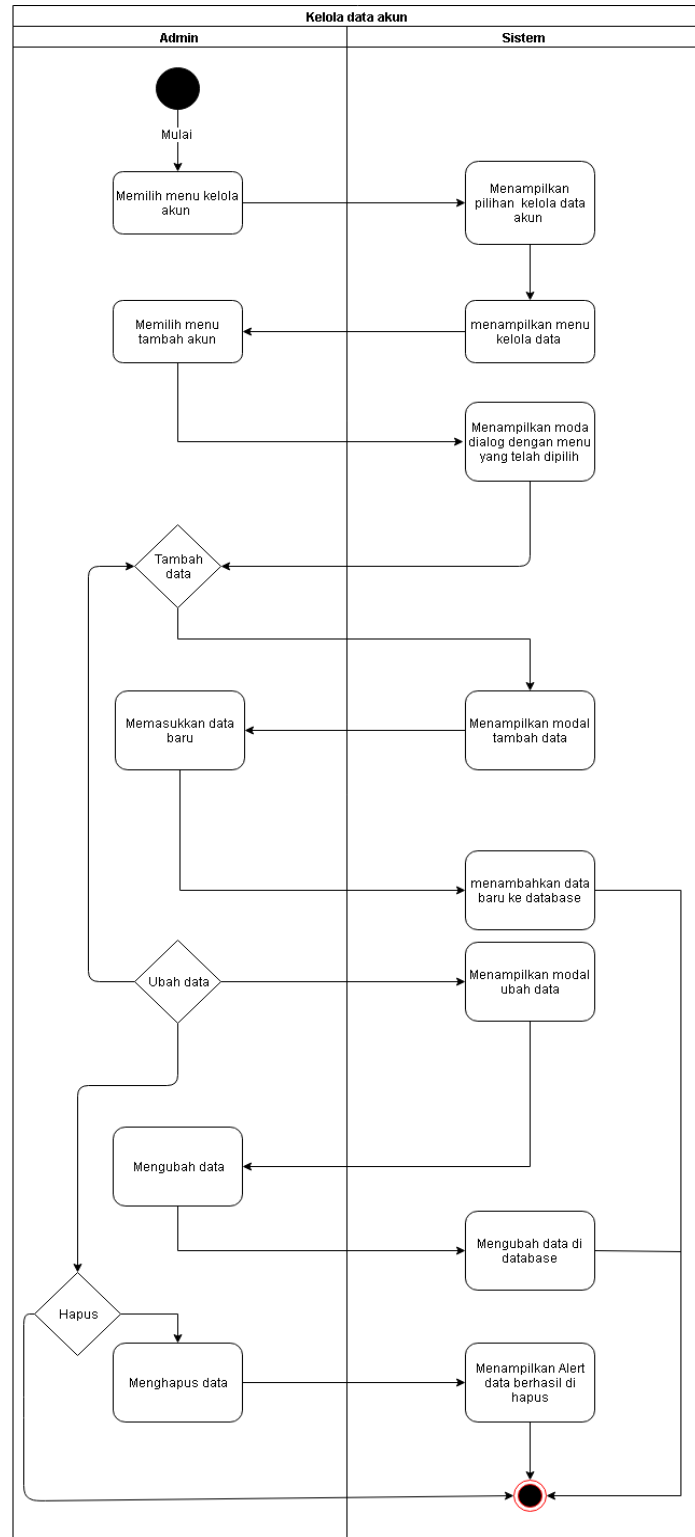 Kelola data akun
Admin
Sistem
Mulai
Memilih menu kelola
akun
Menampilkan
pilihan kelola data
akun
Memilih menu
tambah akun
menampilkan menu
kelola data
Menampilkan moda
dialog dengan menu
yang telah dipilih
Tambah
data
Memasukkan data
baru
Menampilkan modal
tambah data
menambahkan data
baru ke database
Ubah data
Menampilkan modal
ubah data
Mengubah data
Mengubah data di
database
Hapus
Menghapus data
Menampilkan Alert
data berhasil di
hapus